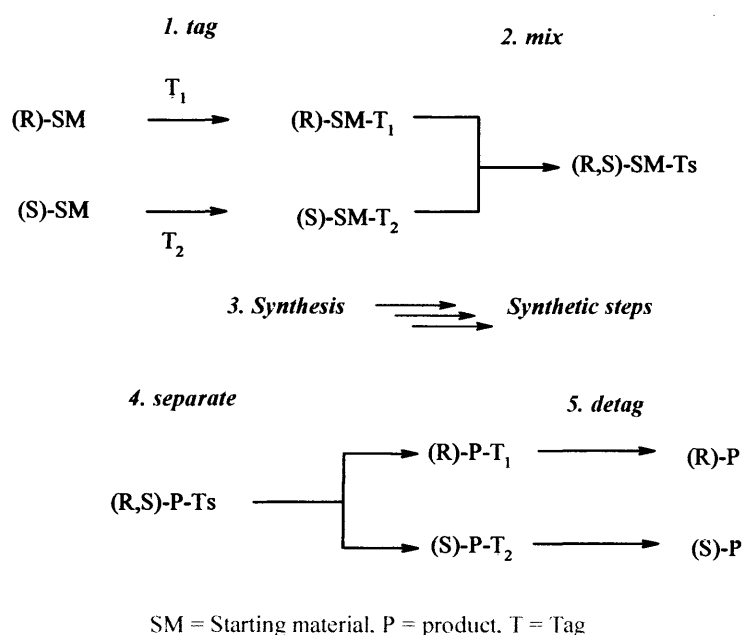 1. tag
2. mix
T₁
(R)-SM
(R)-SM-T₁
(R,S)-SM-Ts
(S)-SM
(S)-SM-T₂
T₂
3. Synthesis
Synthetic steps
4. separate
5. detag
(R)-P-T₁
(R)-P
(R,S)-P-Ts
(S)-P-T₂
(S)-P
SM = Starting material, P = product, T = Tag